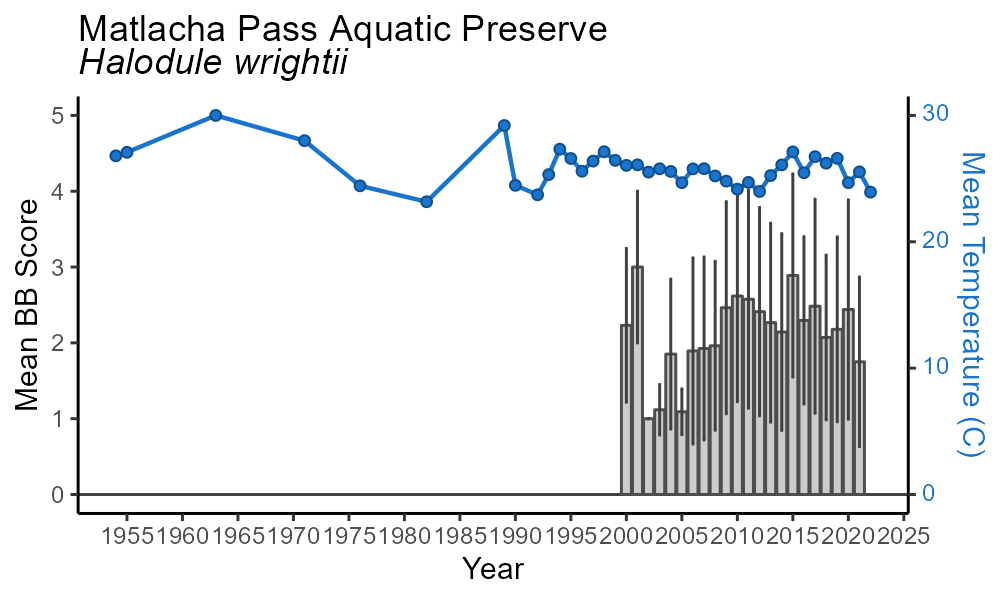 Matlacha Pass Aquatic Preserve
Halodule wrightii
Mean BB Score
5
4
3
2
1
0
30
20
10
0
Mean Temperature (C)
1955 1960 1965 1970 1975 1980 1985 1990 1995 2000 2005 2010 2015 2020 2025
Year